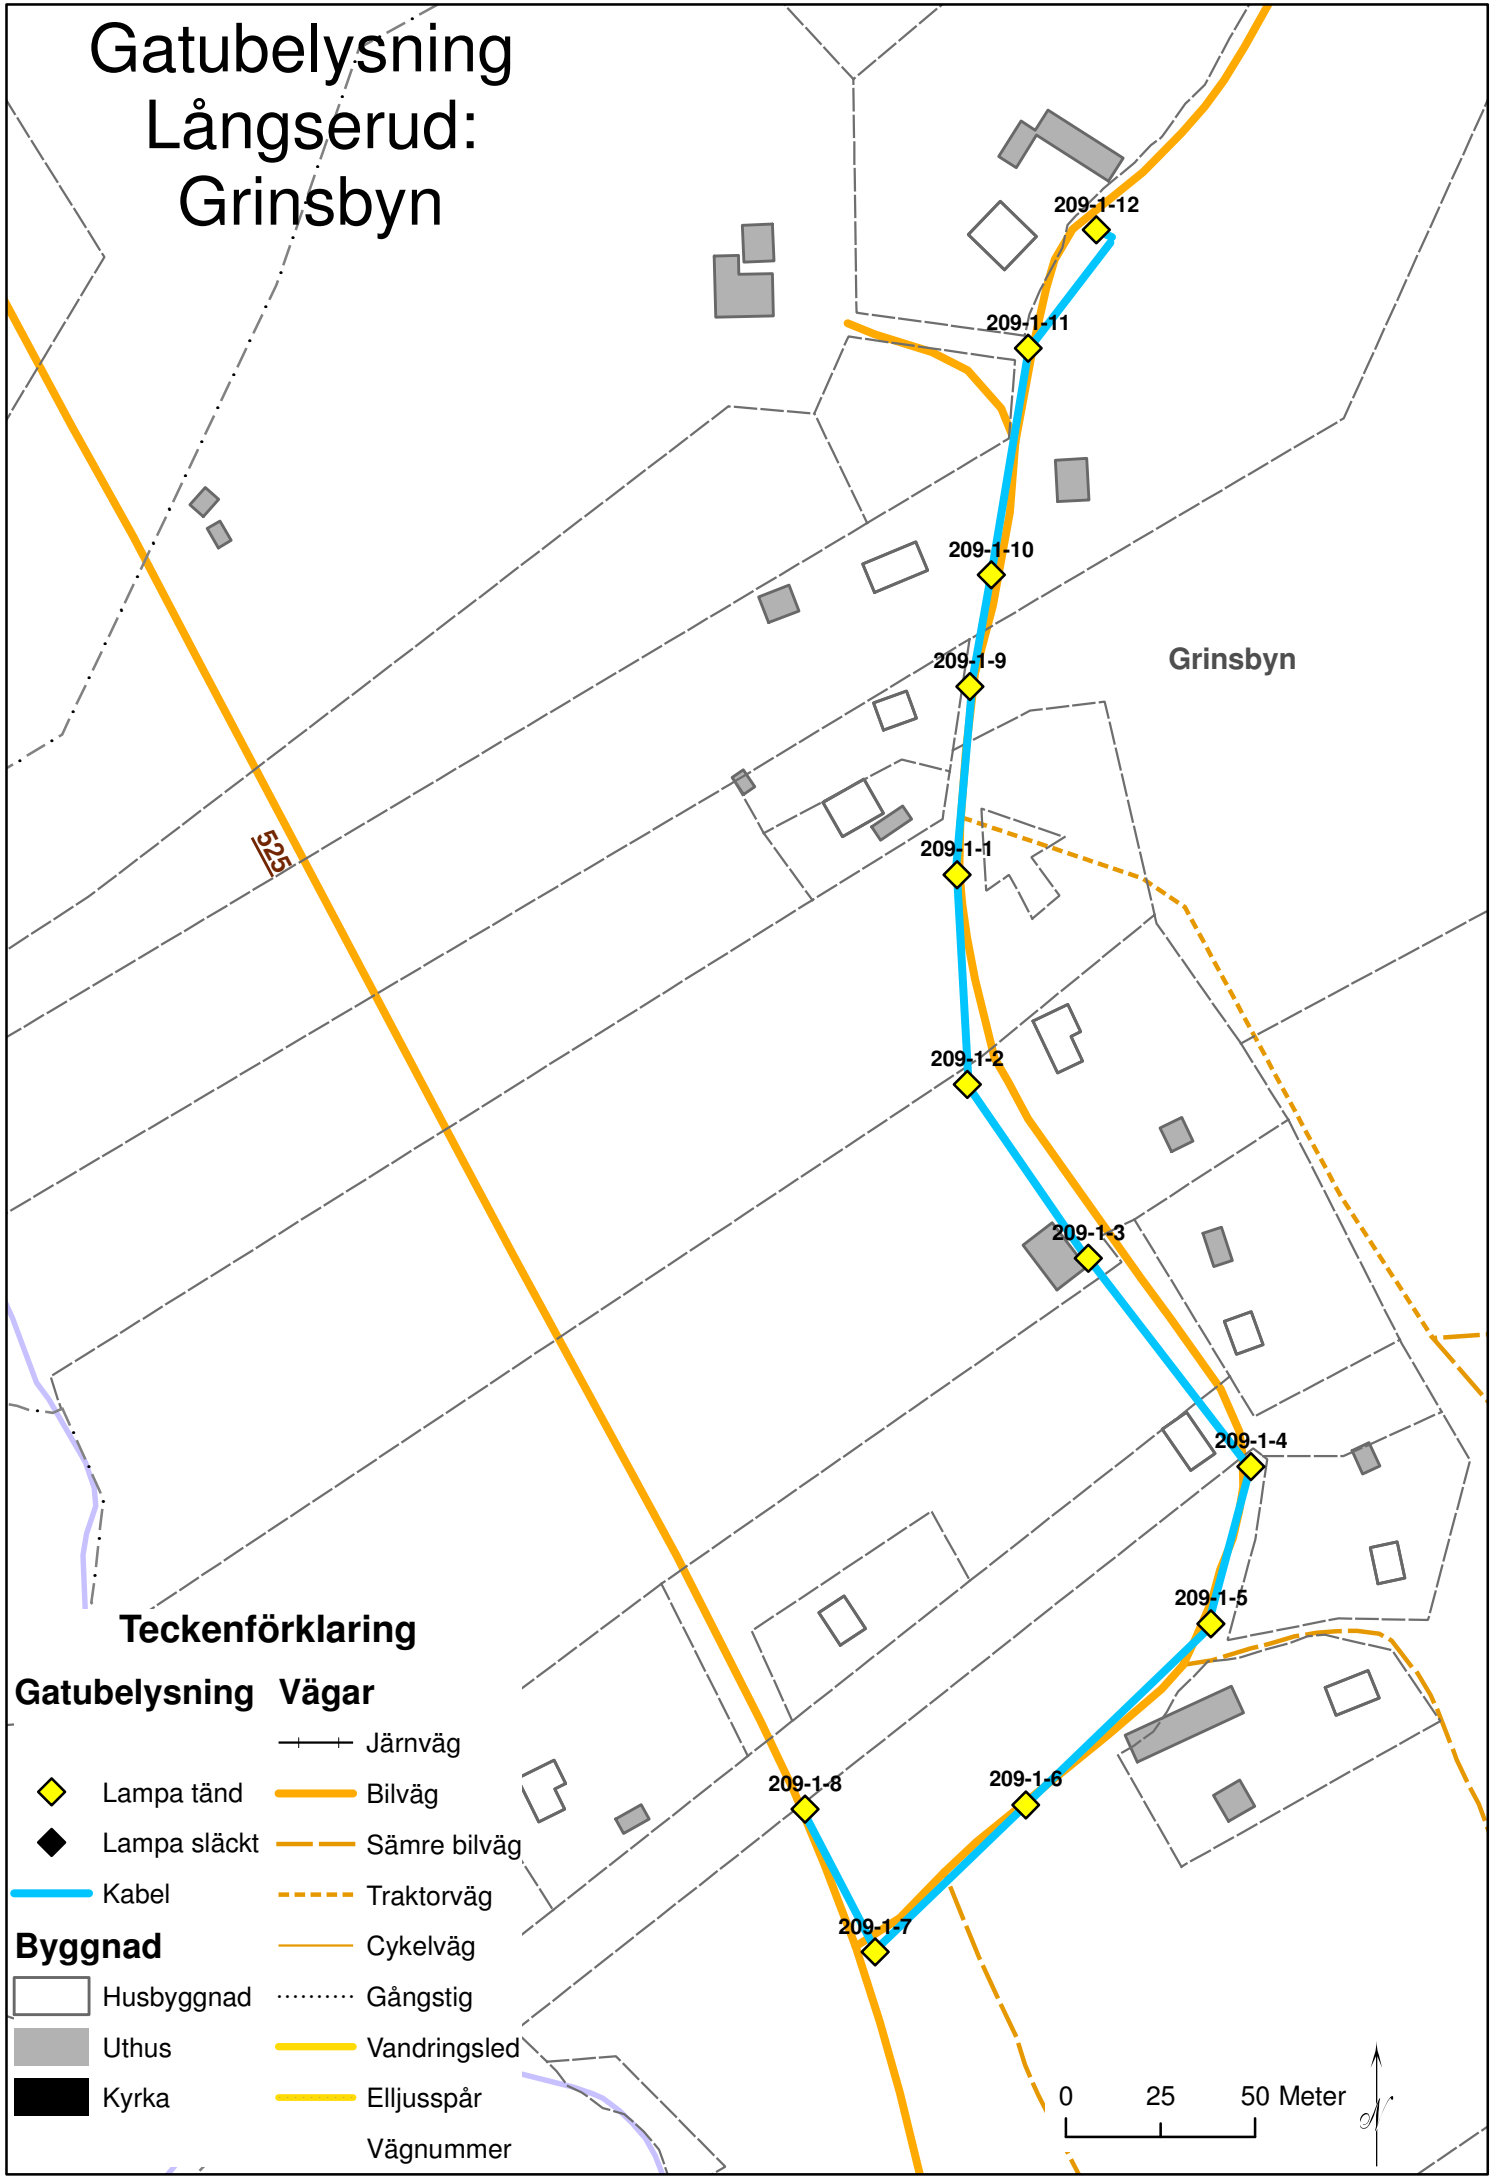 Gatubelysning
Långserud:
Grinsbyn
209-1-12
209-1-11
209-1-10
209-1-9
Grinsbyn
525
209-1-1
209-1-2
209-1-3
209-1-4
209-1-5
209-1-6
209-1-8
209-1-7
Teckenförklaring
Gatubelysning
Lampa tänd
Lampa släckt
Kabel
Byggnad
Husbyggnad
Uthus
Kyrka
Vägar
Järnväg
Bilväg
Sämre bilväg
Traktorväg
Cykelväg
Gångstig
Vandringsled
Elljusspår
Vägnummer
0 25 50 Meter
N